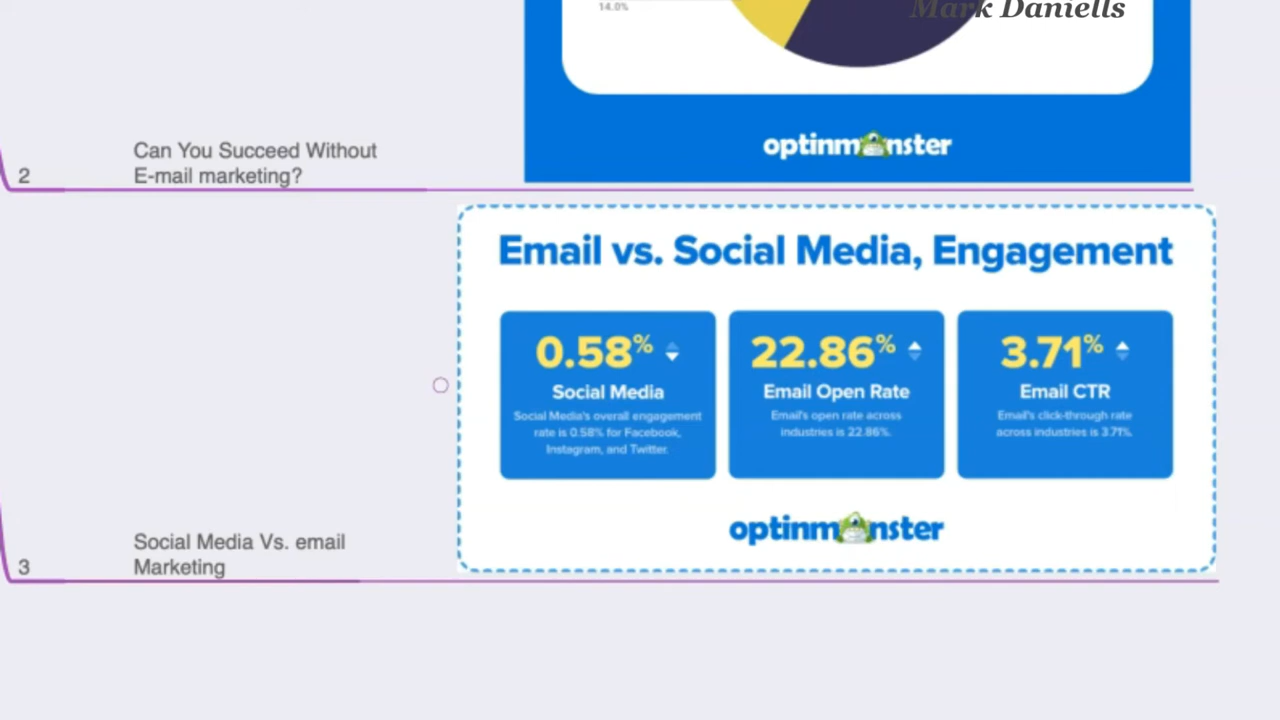 14.0%
Mark Daniells
optinmonster
2
Can You Succeed Without
E-mail marketing?
Email vs. Social Media, Engagement
0.58%
Social Media
Social Media's overall engagement
rate is 0.58% for Facebook,
Instagram, and Twitter.
22.86%
Email Open Rate
Email's open rate across
industries is 22.86%.
3.71%
Email CTR
Email's click-through rate
across industries is 3.71%.
optinmonster
3
Social Media Vs. email
Marketing